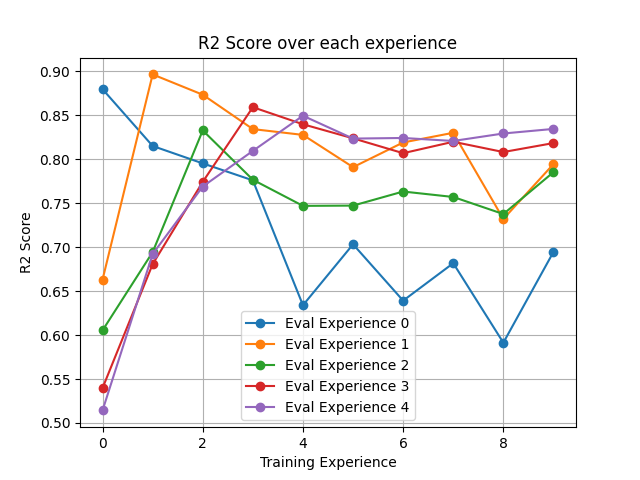 R2 Score over each experience
0.90
0.85
0.80
0.75
0.70
0.65
0.60
0.55
0.50
R2 Score
Eval Experience 0
Eval Experience 1
Eval Experience 2
Eval Experience 3
Eval Experience 4
0 2 4 6 8
Training Experience